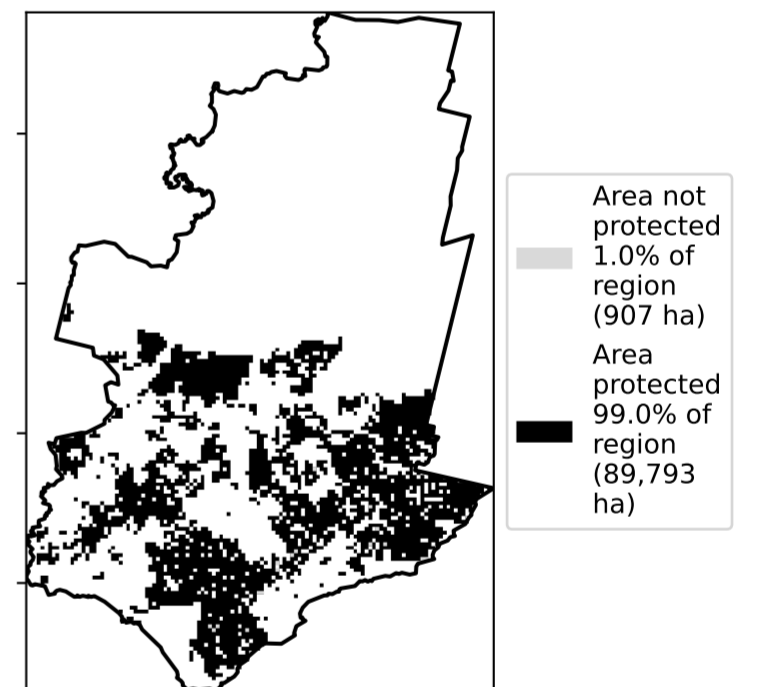 Area not
protected
1.0% of
region
(907 ha)
Area
protected
99.0% of
region
(89,793
ha)